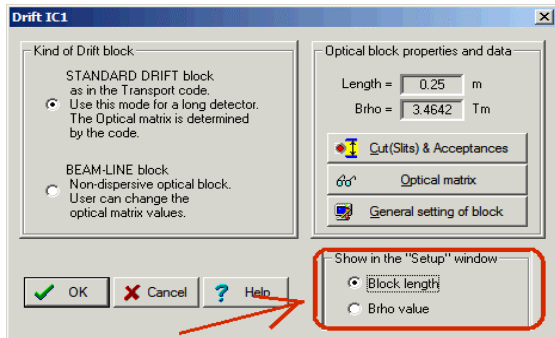 Drift IC1
Kind of Drift block
STANDARD DRIFT block
as in the Transport code.
Use this mode for a long detector.
The Optical matrix is determined
by the code.
BEAM-LINE block
Non-dispersive optical block.
User can change the
optical matrix values.
OK
Cancel
Help
Optical block properties and data
Length = 0.25 m
Brho = 3.4642 Tm
Cut(Slits) & Acceptances
Optical matrix
General setting of block
Show in the "Setup" window
Block length
Brho value